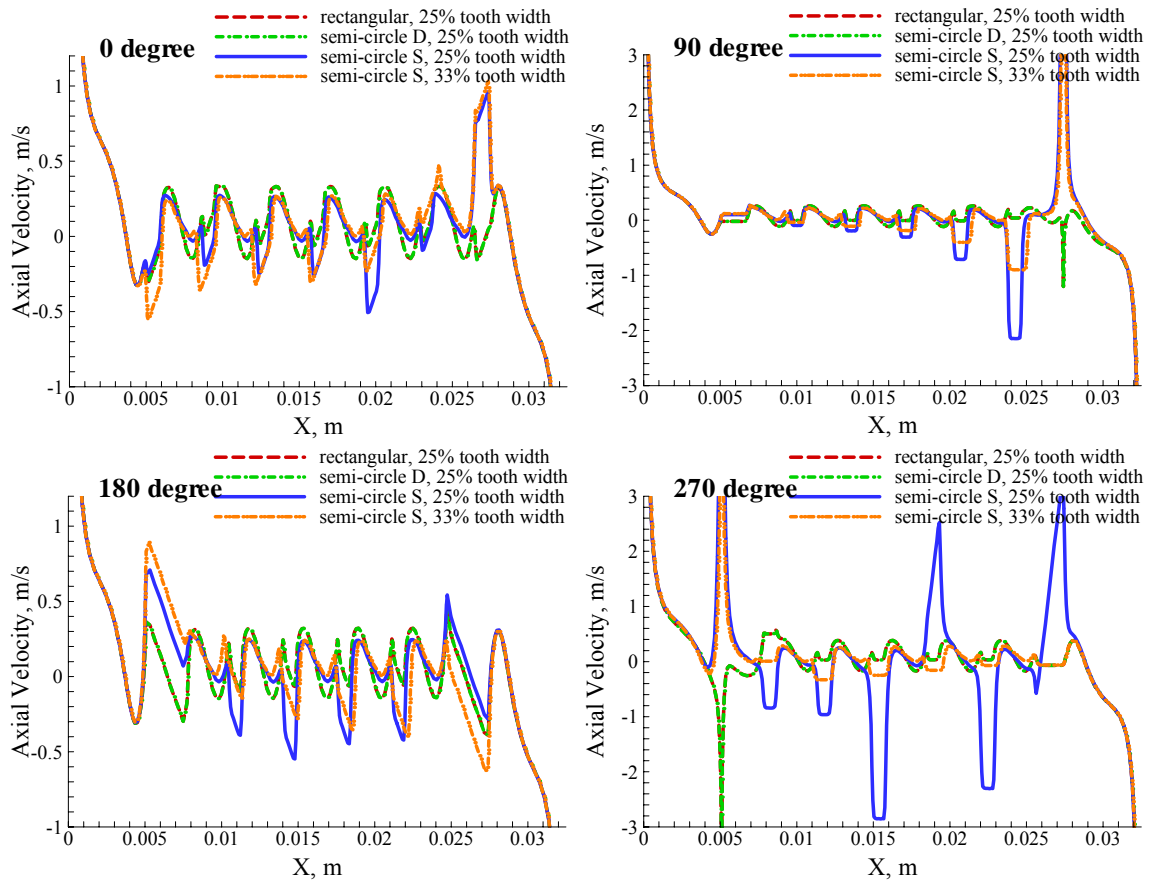 0 degree
rectangular, 25% tooth width
semi-circle D, 25% tooth width
semi-circle S, 25% tooth width
semi-circle S, 33% tooth width
Axial Velocity, m/s
1
0.5
0
-0.5
-1
0
0.005
0.01
0.015
0.02
0.025
0.03
X, m
90 degree
rectangular, 25% tooth width
semi-circle D, 25% tooth width
semi-circle S, 25% tooth width
semi-circle S, 33% tooth width
Axial Velocity, m/s
3
2
1
0
-1
-2
-3
0
0.005
0.01
0.015
0.02
0.025
0.03
X, m
180 degree
rectangular, 25% tooth width
semi-circle D, 25% tooth width
semi-circle S, 25% tooth width
semi-circle S, 33% tooth width
Axial Velocity, m/s
1
0.5
0
-0.5
-1
0
0.005
0.01
0.015
0.02
0.025
0.03
X, m
270 degree
rectangular, 25% tooth width
semi-circle D, 25% tooth width
semi-circle S, 25% tooth width
semi-circle S, 33% tooth width
Axial Velocity, m/s
3
2
1
0
-1
-2
-3
0
0.005
0.01
0.015
0.02
0.025
0.03
X, m